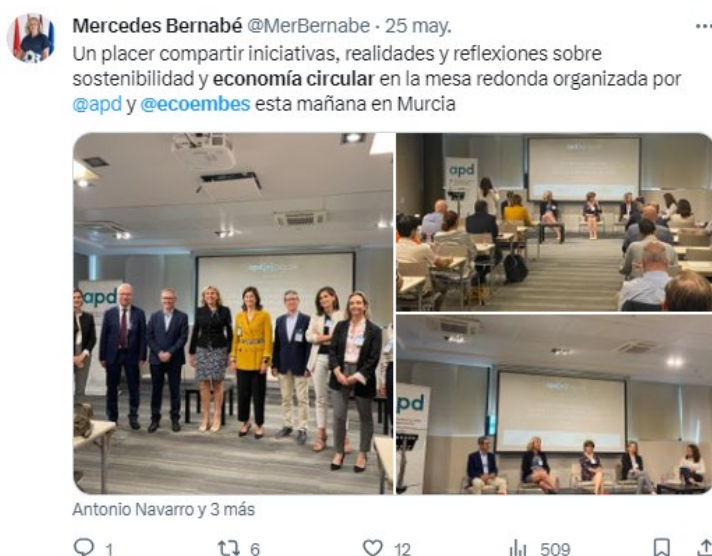 Mercedes Bernabé @MerBernabe · 25 may.
Un placer compartir iniciativas, realidades y reflexiones sobre
sostenibilidad y economía circular en la mesa redonda organizada por
@apd y @ecoembes esta mañana en Murcia
apd
apd
pd
Antonio Navarro y 3 más
1 6 12 509